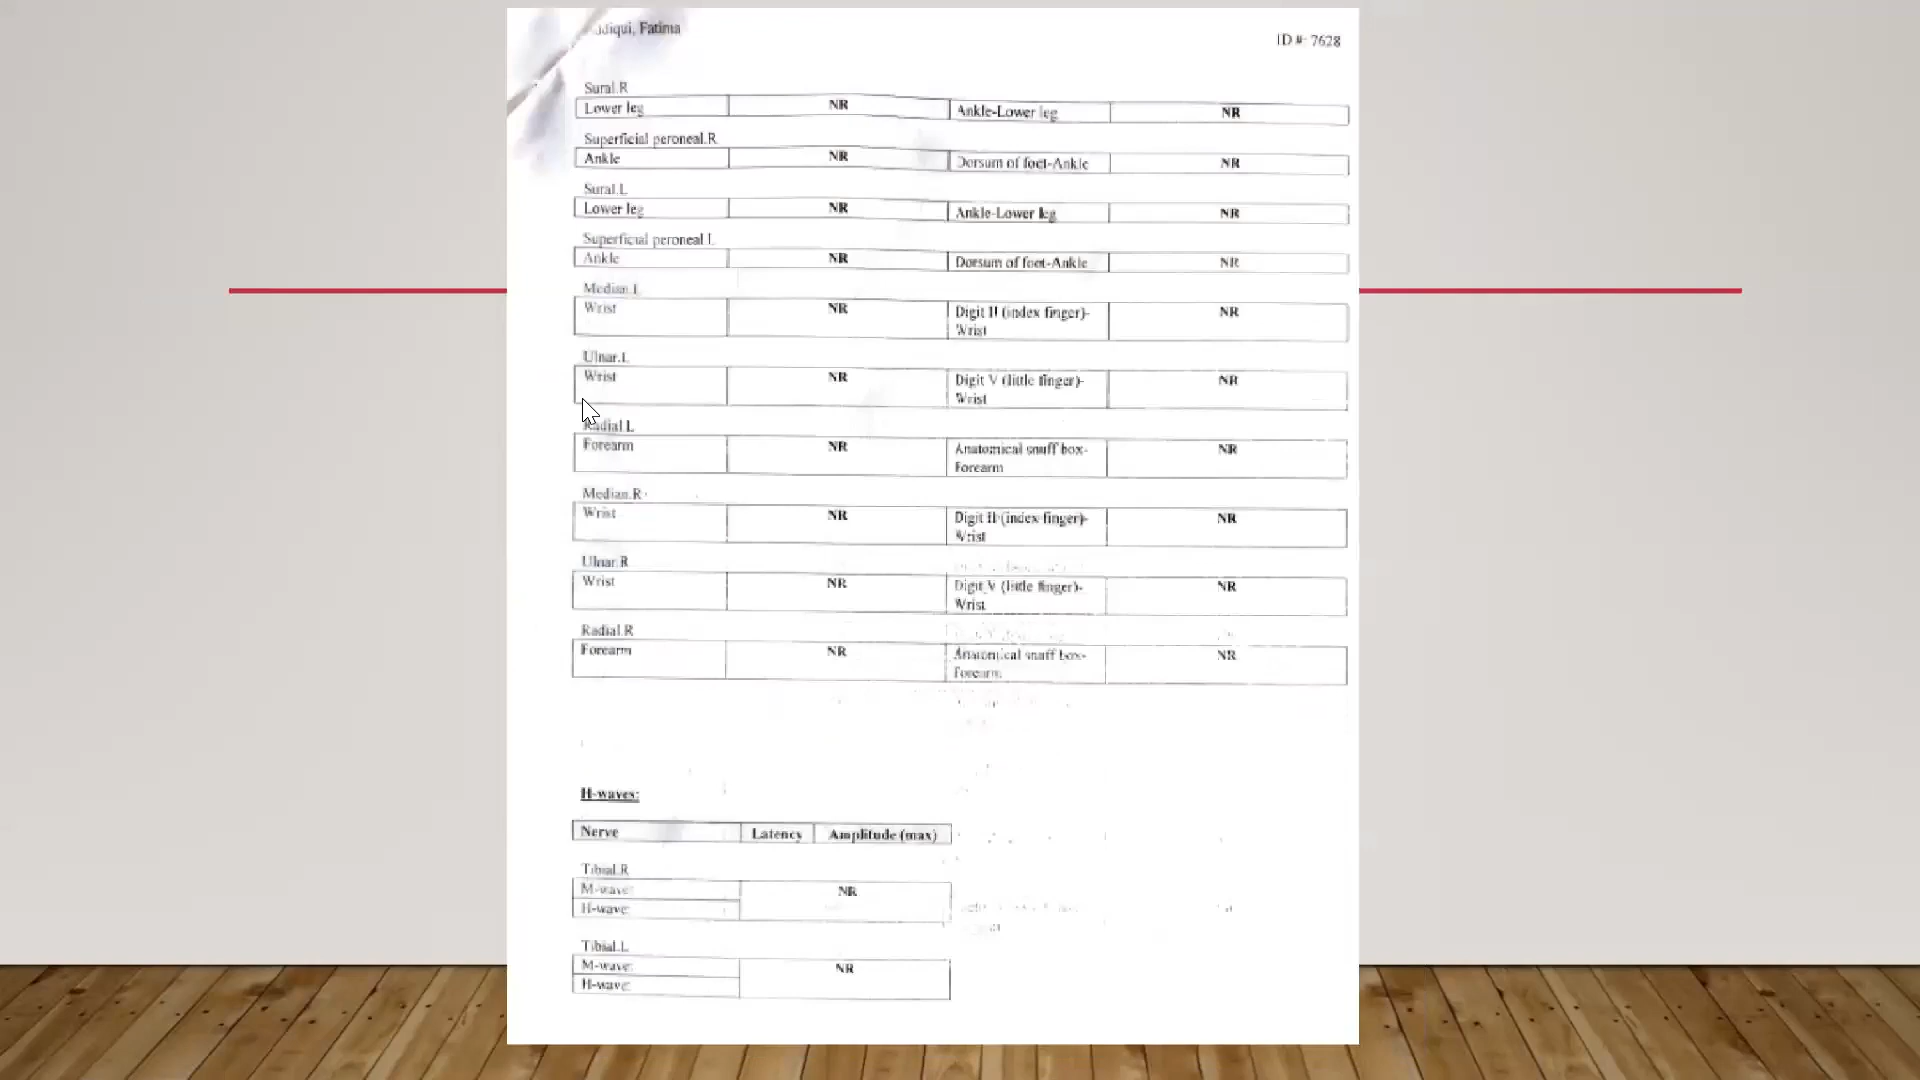 Fatima
ID #: 7628
Sural.R
Lower leg NR Ankle-Lower leg NR
Superficial peroneal.R
Ankle NR Dorsum of foot-Ankle NR
Sural.L
Lower leg NR Ankle-Lower leg NR
Superficial peroneal.L
Ankle NR Dorsum of foot-Ankle NR
Median.L
Wrist NR Digit II (index finger)- NR
Wrist
Ulnar.L
Wrist NR Digit V (little finger)- NR
Wrist
Radial.L
Forearm NR Anatomical snuff box- NR
Forearm
Median.R
Wrist NR Digit II (index finger)- NR
Wrist
Ulnar.R
Wrist NR Digit V (little finger)- NR
Wrist
Radial.R
Forearm NR Anatomical snuff box- NR
Forearm
H-waves:
Nerve Latency Amplitude (max)
Tibial.R
M-wave: NR
H-wave:
Tibial.L
M-wave: NR
H-wave: